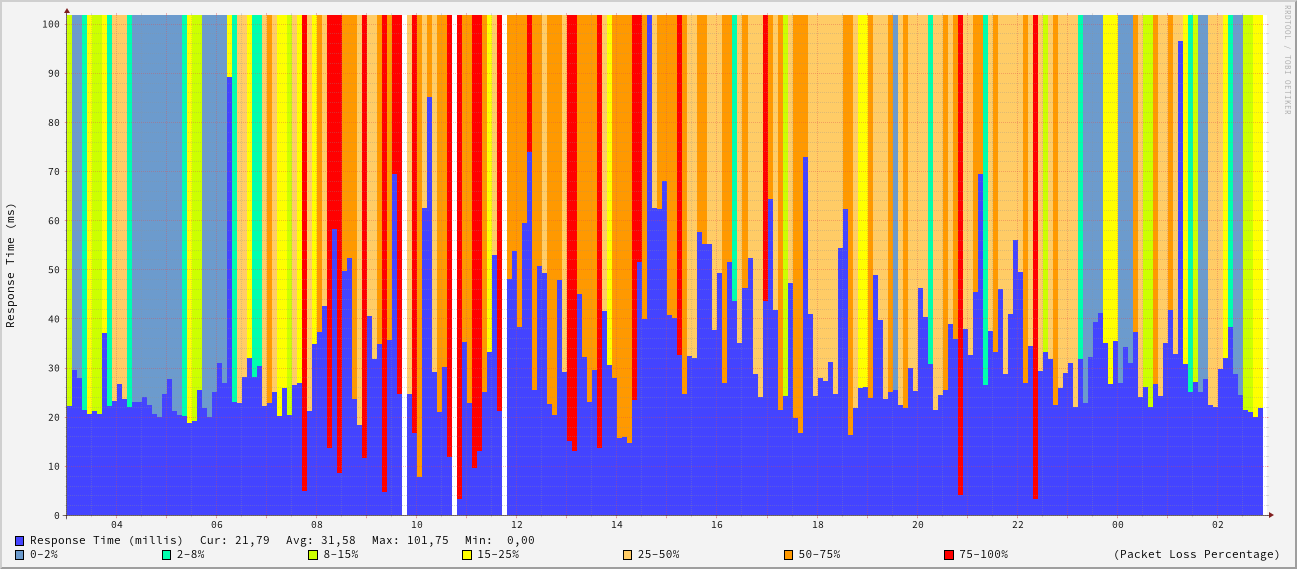 RRDTOOL / TOBI OETIKER
Response Time (ms)
100
90
80
70
60
50
40
30
20
10
0
04 06 08 10 12 14 16 18 20 22 00 02
Response Time (millis) Cur: 21,79 Avg: 31,58 Max: 101,75 Min: 0,00
0-2% 2-8% 8-15% 15-25% 25-50% 50-75% 75-100% (Packet Loss Percentage)